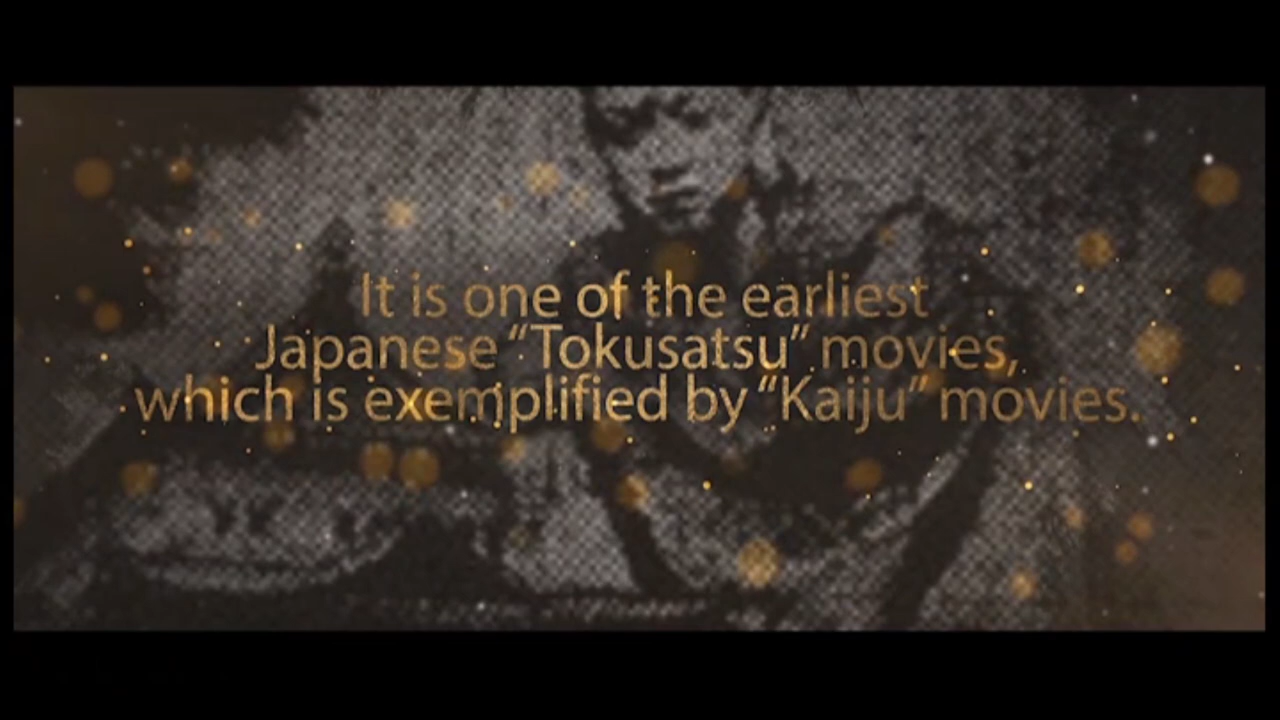 It is one of the earliest
Japanese “Tokusatsu” movies,
which is exemplified by “Kaiju” movies.